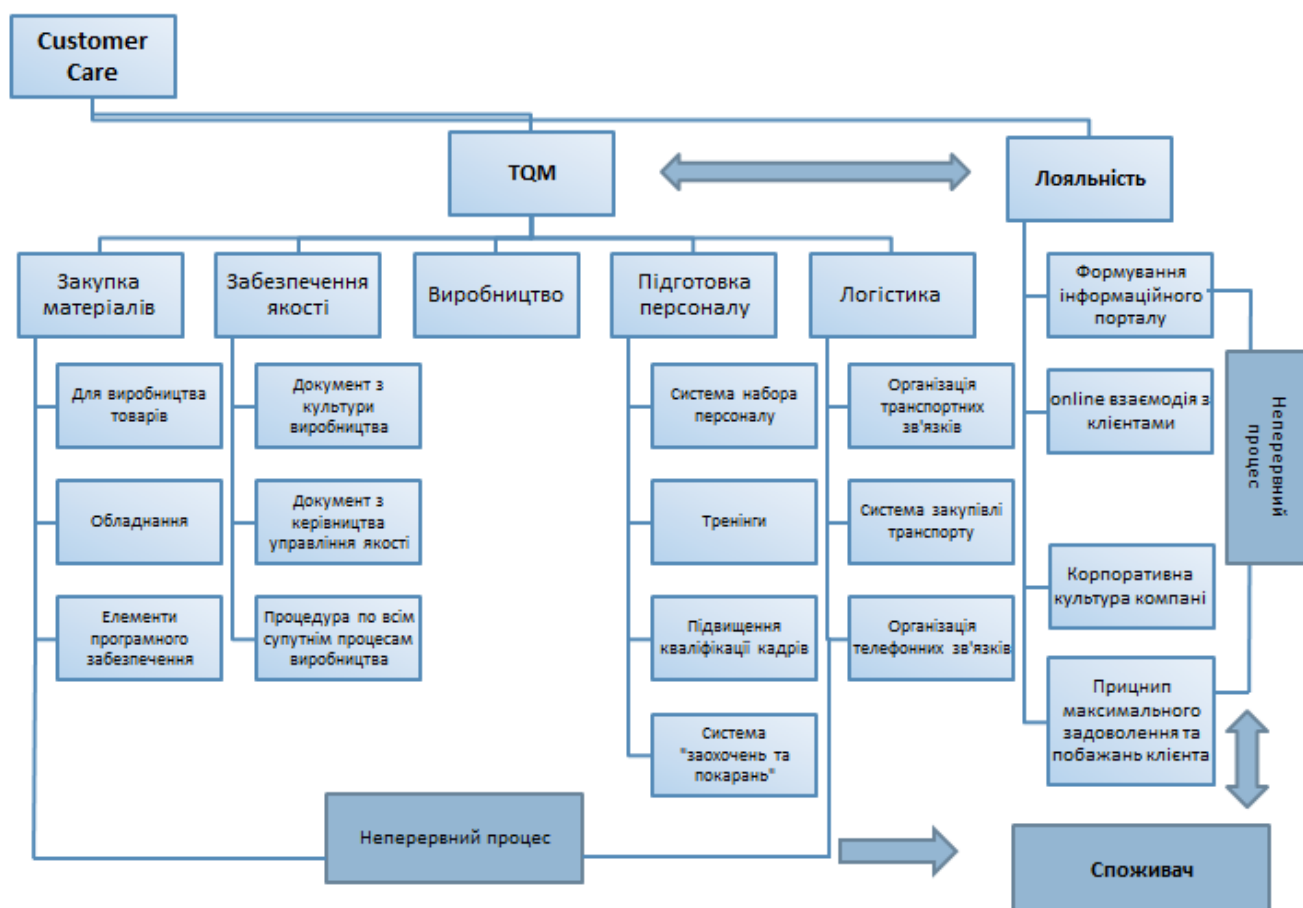 Customer
Care
TQM
Лояльність
Закупка
матеріалів
Забезпечення
якості
Виробництво
Підготовка
персоналу
Логістика
Для виробництва
товарів
Обладнання
Елементи
програмного
забезпечення
Документ з
культури
виробництва
Документ з
керівництва
управління якості
Процедура по всім
супутнім процесам
виробництва
Система набора
персоналу
Тренінги
Підвищення
кваліфікації кадрів
Система
"заохочень та
покарань"
Організація
транспортних
зв'язків
Система закупівлі
транспорту
Організація
телефонних зв'язків
Формування
інформаційного
порталу
online взаємодія з
клієнтами
Корпоративна
культура компані
Прицнип
максимального
задоволення та
побажань клієнта
Неперервний
процес
Неперервний процес
Споживач